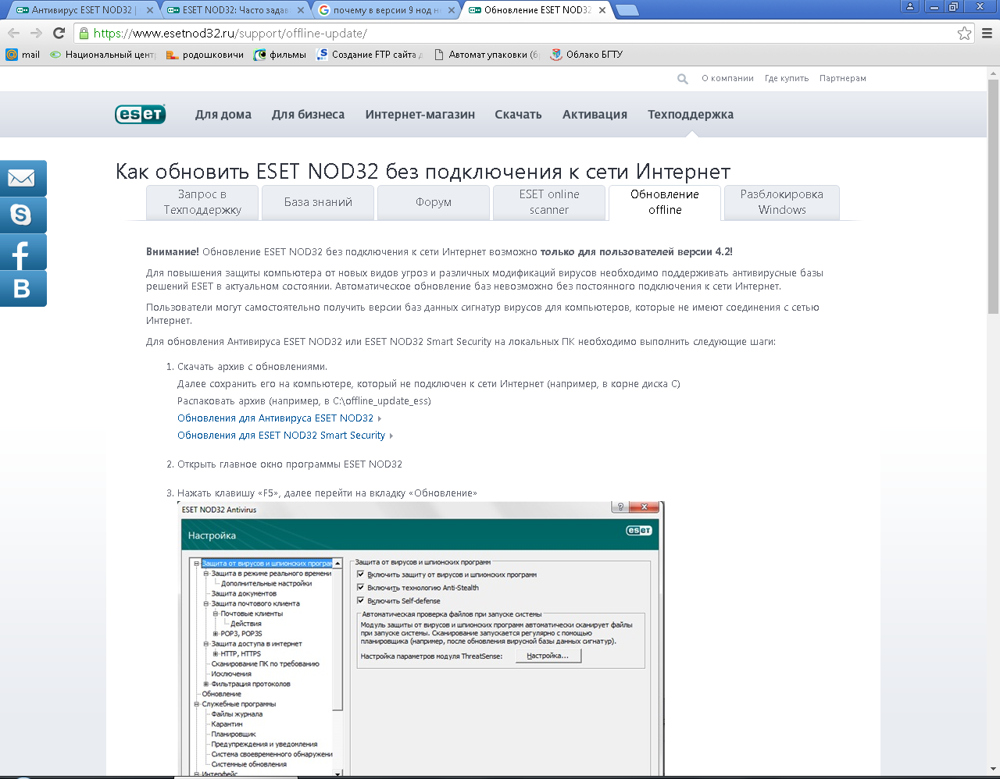 Антивирус ESET NOD32 |
ESET NOD32: Часто задав
почему в версии 9 нод н
Обновление ESET NOD32
https://www.esetnod32.ru/support/offline-update/
mail
Национальный цент
родошковичи
фильмы
Создание FTP сайта д
Автомат упаковки (б
Облако БГТУ
О компании
Где купить
Партнерам
eset
Для дома
Для бизнеса
Интернет-магазин
Скачать
Активация
Техподдержка
Как обновить ESET NOD32 без подключения к сети Интернет
Запрос в
Техподдержку
База знаний
Форум
ESET online
scanner
Обновление
offline
Разблокировка
Windows
Внимание! Обновление ESET NOD32 без подключения к сети Интернет возможно только для пользователей версии 4.2!
Для повышения защиты компьютера от новых видов угроз и различных модификаций вирусов необходимо поддерживать антивирусные базы
решений ESET в актуальном состоянии. Автоматическое обновление баз невозможно без постоянного подключения к сети Интернет.
Пользователи могут самостоятельно получить версии баз данных сигнатур вирусов для компьютеров, которые не имеют соединения с сетью
Интернет.
Для обновления Антивируса ESET NOD32 или ESET NOD32 Smart Security на локальных ПК необходимо выполнить следующие шаги:
1. Скачать архив с обновлениями.
Далее сохранить его на компьютере, который не подключен к сети Интернет (например, в корне диска C)
Распаковать архив (например, в C:\offline_update_ess)
Обновления для Антивируса ESET NOD32
Обновления для ESET NOD32 Smart Security
2. Открыть главное окно программы ESET NOD32
3. Нажать клавишу «F5», далее перейти на вкладку «Обновление»
ESET NOD32 Antivirus
Настройка
eset
Защита от вирусов и шпионских програм
Защита в режиме реального времени
Дополнительные настройки
Защита документов
Защита почтового клиента
Почтовые клиенты
Действия
POP3, POP3S
Защита доступа в интернет
HTTP, HTTPS
Сканирование ПК по требованию
Исключения
Фильтрация протоколов
Обновление
Служебные программы
Файлы журнала
Карантин
Планировщик
Предупреждения и уведомления
Система своевременного обнаружени
Системные обновления
Интерфейс
Защита от вирусов и шпионских программ
Включить защиту от вирусов и шпионских программ
Включить технологию Anti-Stealth
Включить Self-defense
Автоматическая проверка файлов при запуске системы
Модуль защиты от вирусов и шпионских программ автоматически сканирует файлы
при запуске системы. Сканирование запускается регулярно с помощью
планировщика (например, после обновления вирусной базы данных сигнатур).
Настройка параметров модуля ThreatSense:
Настройка...